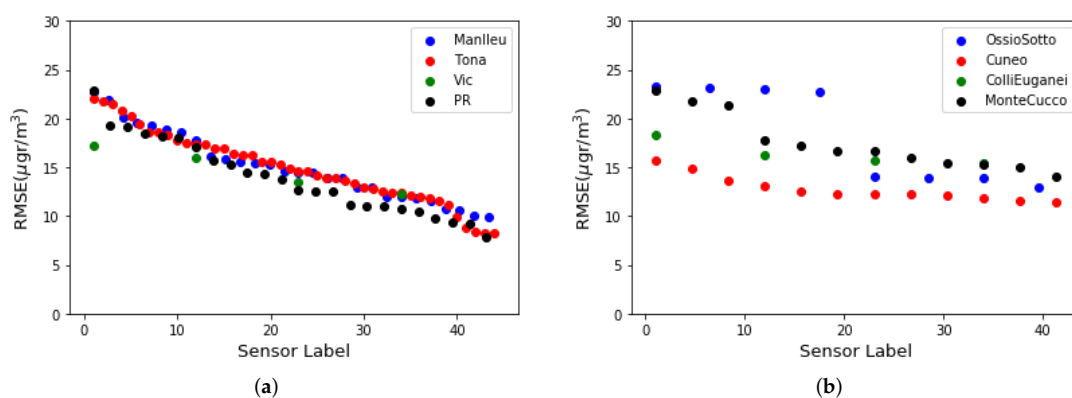 30
25
20
15
10
5
0
RMSE(μgr/m³)
Manlleu
Tona
Vic
PR
0 10 20 30 40
Sensor Label
(a)
30
25
20
15
10
5
0
RMSE(μgr/m³)
OssioSotto
Cuneo
ColliEuganei
MonteCucco
0 10 20 30 40
Sensor Label
(b)